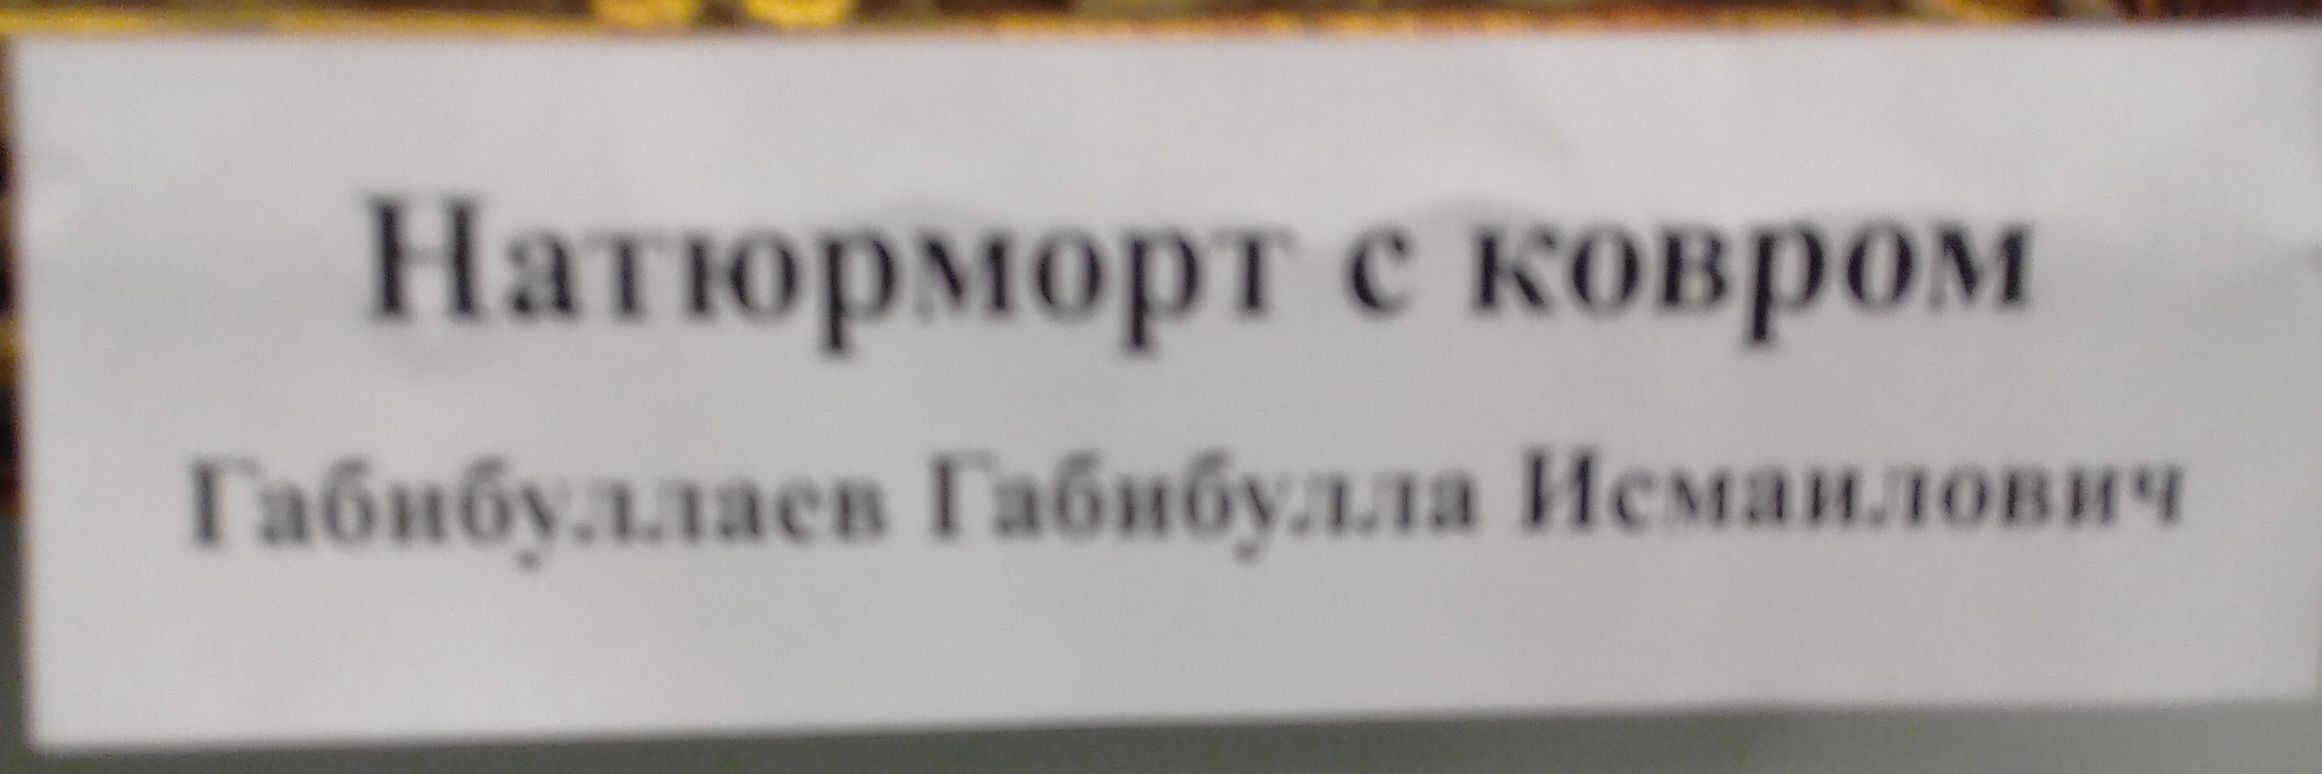 Натюрморт с ковром
Габибуллаев Габибулла Исмаилович